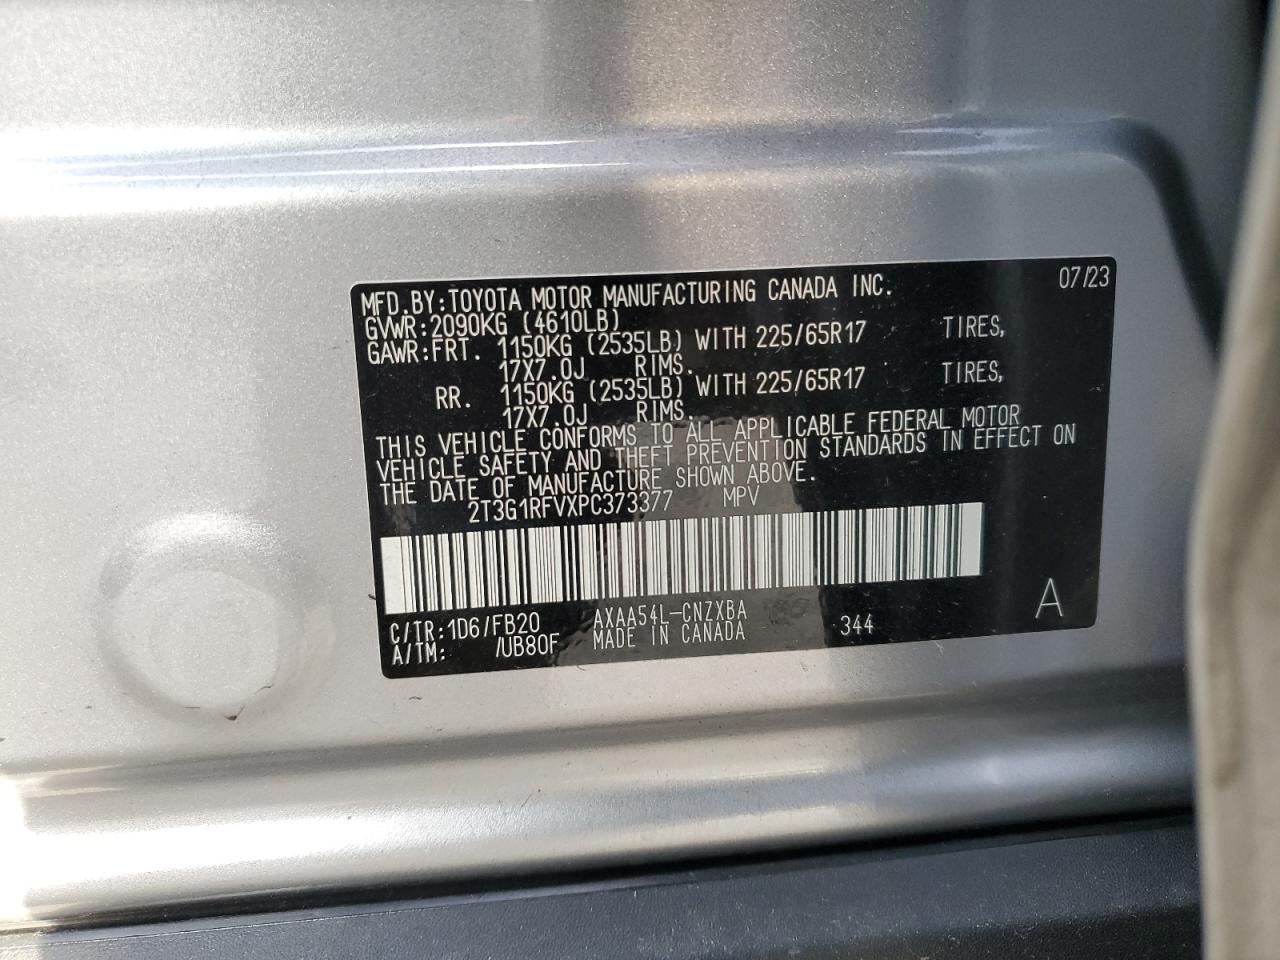 MFD.BY:TOYOTA MOTOR MANUFACTURING CANADA INC. 07/23
GVWR:2090KG (4610LB)
GAWR:FRT. 1150KG (2535LB) WITH 225/65R17 TIRES,
17X7.0J RIMS.
RR. 1150KG (2535LB) WITH 225/65R17 TIRES,
17X7.0J RIMS.
THIS VEHICLE CONFORMS TO ALL APPLICABLE FEDERAL MOTOR
VEHICLE SAFETY AND THEFT PREVENTION STANDARDS IN EFFECT ON
THE DATE OF MANUFACTURE SHOWN ABOVE.
2T3G1RFVXPC373377 MPV
C/TR:1D6/FB20 AXAA54L-CNZXBA
A/TM: /UB80F MADE IN CANADA 344 A